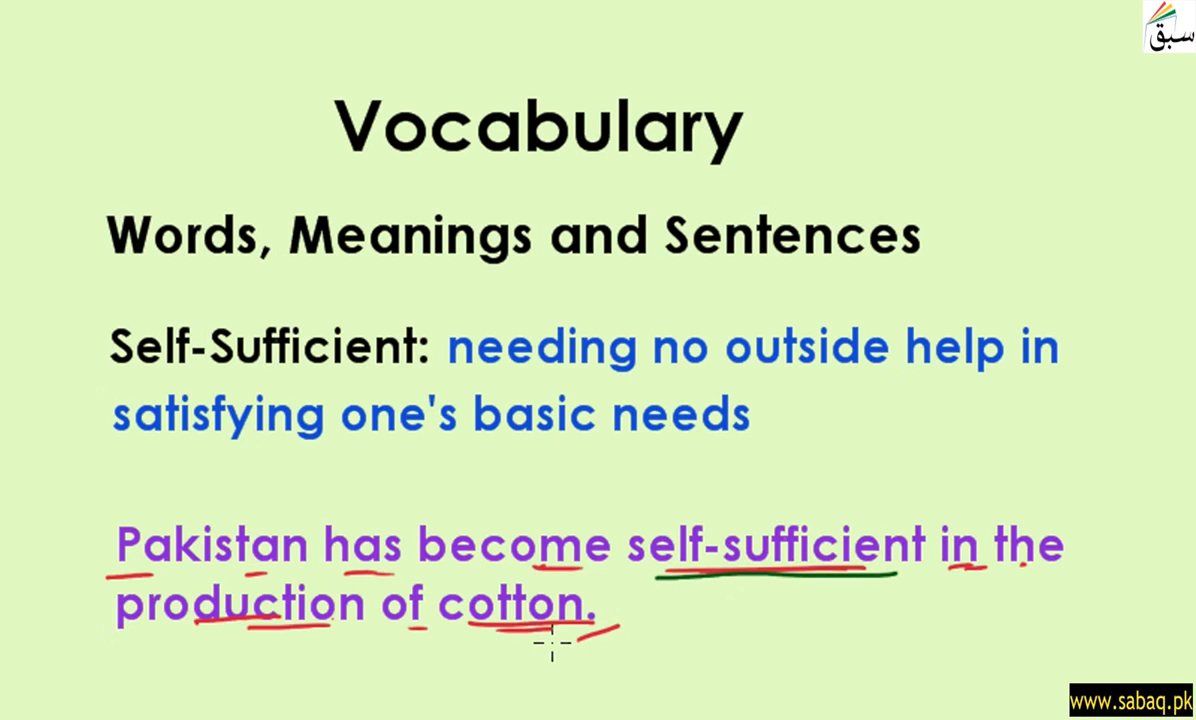 سبق
Vocabulary
Words, Meanings and Sentences
Self-Sufficient: needing no outside help in
satisfying one's basic needs
Pakistan has become self-sufficient in the
production of cotton.
www.sabaq.pk